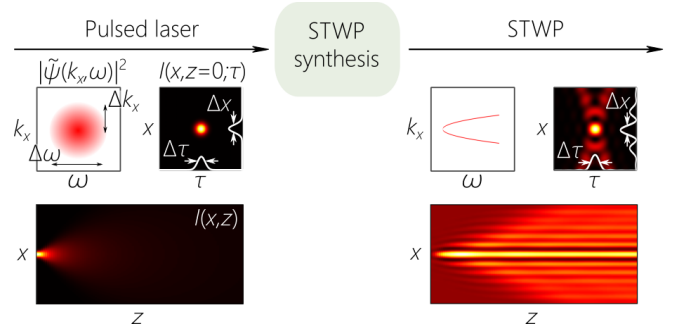 Pulsed laser
STWP
synthesis
STWP
|ψ̃(kₓ,ω)|²
I(x,z=0;τ)
Δkₓ
kₓ
Δω
ω
x
Δx
Δτ
τ
kₓ
ω
x
Δx
Δτ
τ
x
I(x,z)
z
x
z